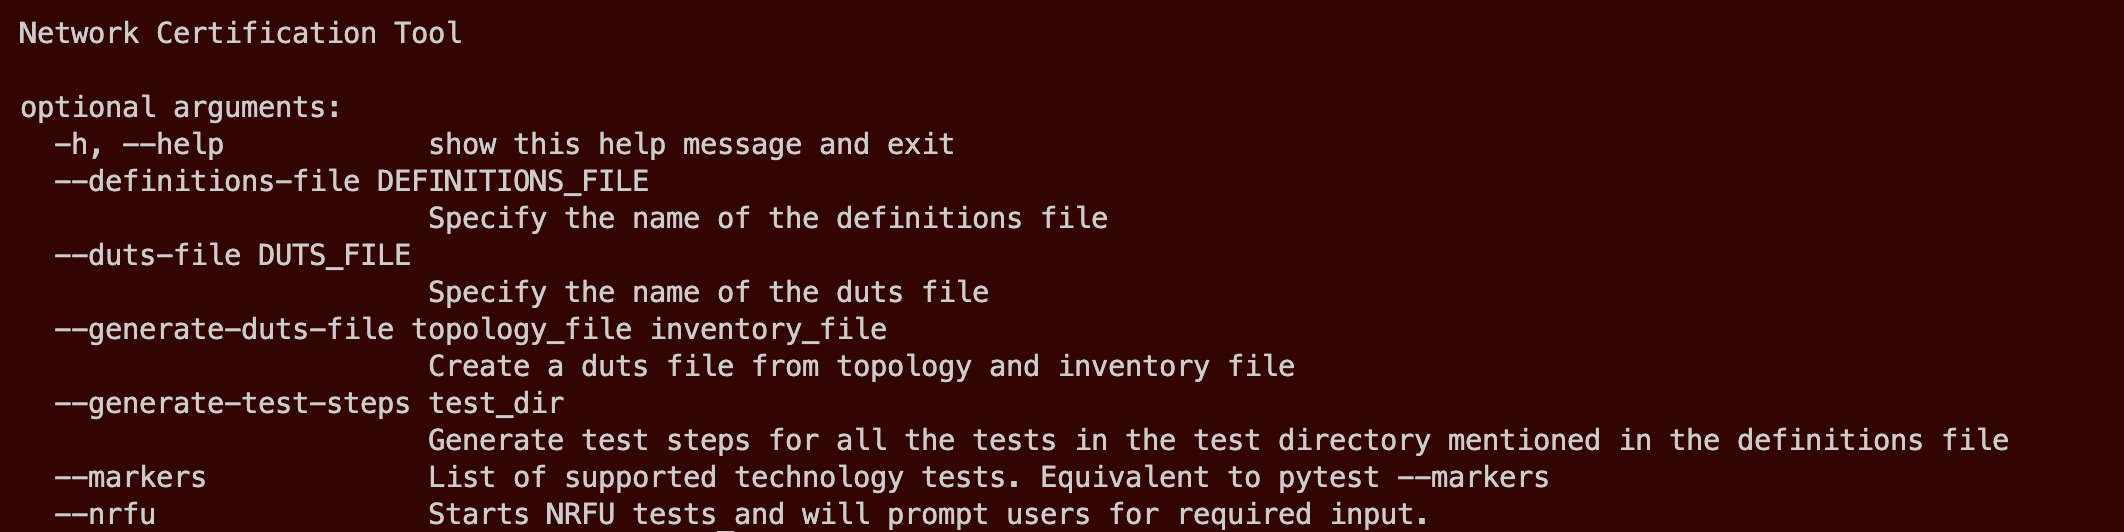 Network Certification Tool
optional arguments:
-h, --help show this help message and exit
--definitions-file DEFINITIONS_FILE
Specify the name of the definitions file
--duts-file DUTS_FILE
Specify the name of the duts file
--generate-duts-file topology_file inventory_file
Create a duts file from topology and inventory file
--generate-test-steps test_dir
Generate test steps for all the tests in the test directory mentioned in the definitions file
--markers List of supported technology tests. Equivalent to pytest --markers
--nrfu Starts NRFU tests_and will prompt users for required input.